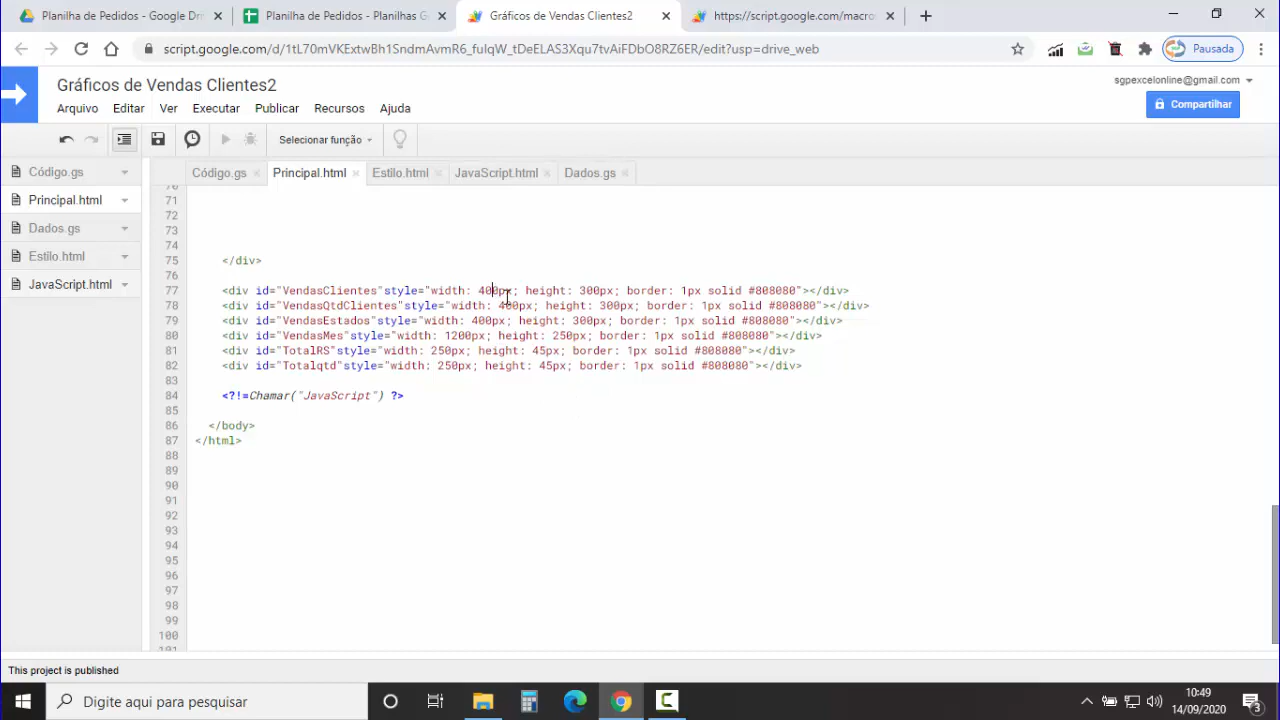 Planilha de Pedidos - Google Dri
Planilha de Pedidos - Planilhas G
Gráficos de Vendas Clientes2
https://script.google.com/macro
script.google.com/d/1tL70mVKExtwBh1SndmAvmR6_fuIqW_tDeELAS3Xqu7tvAiFDbO8RZ6ER/edit?usp=drive_web
Pausada
Gráficos de Vendas Clientes2
sgpexcelonline@gmail.com
Arquivo Editar Ver Executar Publicar Recursos Ajuda
Compartilhar
Selecionar função
Código.gs
Principal.html
Dados.gs
Estilo.html
JavaScript.html
Código.gs Principal.html Estilo.html JavaScript.html Dados.gs
70
71
72
73
74
75 </div>
76
77 <div id="VendasClientes"style="width: 400px; height: 300px; border: 1px solid #808080"></div>
78 <div id="VendasQtdClientes"style="width: 400px; height: 300px; border: 1px solid #808080"></div>
79 <div id="VendasEstados"style="width: 400px; height: 300px; border: 1px solid #808080"></div>
80 <div id="VendasMes"style="width: 1200px; height: 250px; border: 1px solid #808080"></div>
81 <div id="TotalRS"style="width: 250px; height: 45px; border: 1px solid #808080"></div>
82 <div id="Totalqtd"style="width: 250px; height: 45px; border: 1px solid #808080"></div>
83
84 <?!=Chamar("JavaScript") ?>
85
86 </body>
87 </html>
88
89
90
91
92
93
94
95
96
97
98
99
100
101
This project is published
Digite aqui para pesquisar
10:49
14/09/2020
3